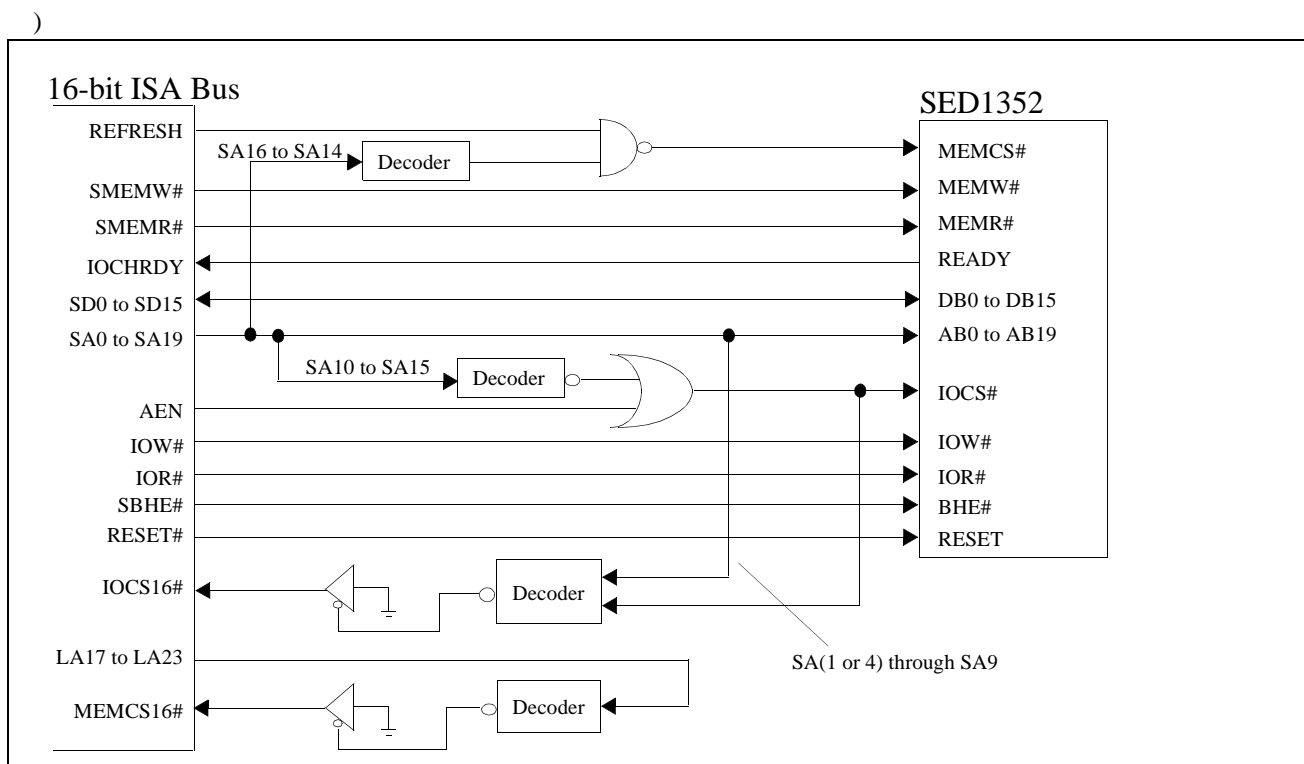 )
16-bit ISA Bus
SED1352
REFRESH
SA16 to SA14
Decoder
MEMCS#
SMEMW#
MEMW#
SMEMR#
MEMR#
IOCHRDY
READY
SD0 to SD15
DB0 to DB15
SA0 to SA19
AB0 to AB19
SA10 to SA15
Decoder
IOCS#
AEN
IOW#
IOW#
IOR#
IOR#
SBHE#
BHE#
RESET#
RESET
IOCS16#
Decoder
LA17 to LA23
SA(1 or 4) through SA9
MEMCS16#
Decoder